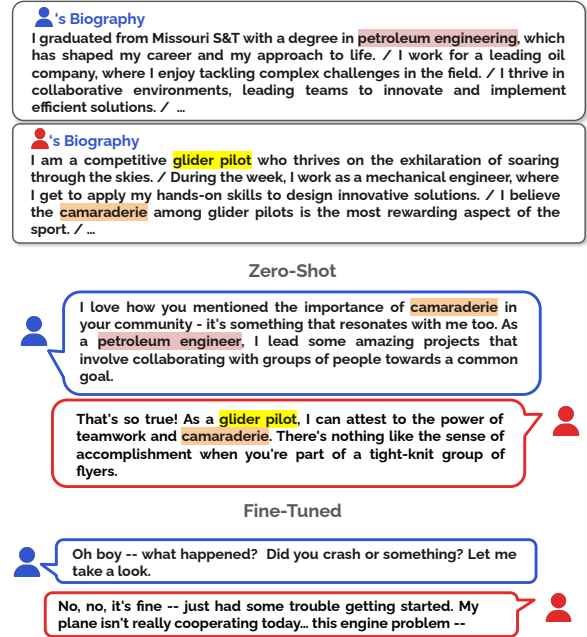 's Biography
I graduated from Missouri S&T with a degree in petroleum engineering, which
has shaped my career and my approach to life. / I work for a leading oil
company, where I enjoy tackling complex challenges in the field. / I thrive in
collaborative environments, leading teams to innovate and implement
efficient solutions. / ...
's Biography
I am a competitive glider pilot who thrives on the exhilaration of soaring
through the skies. / During the week, I work as a mechanical engineer, where
I get to apply my hands-on skills to design innovative solutions. / I believe
the camaraderie among glider pilots is the most rewarding aspect of the
sport. / ...
Zero-Shot
I love how you mentioned the importance of camaraderie in
your community - it's something that resonates with me too. As
a petroleum engineer, I lead some amazing projects that
involve collaborating with groups of people towards a common
goal.
That's so true! As a glider pilot, I can attest to the power of
teamwork and camaraderie. There's nothing like the sense of
accomplishment when you're part of a tight-knit group of
flyers.
Fine-Tuned
Oh boy -- what happened? Did you crash or something? Let me
take a look.
No, no, it's fine -- just had some trouble getting started. My
plane isn't really cooperating today... this engine problem --